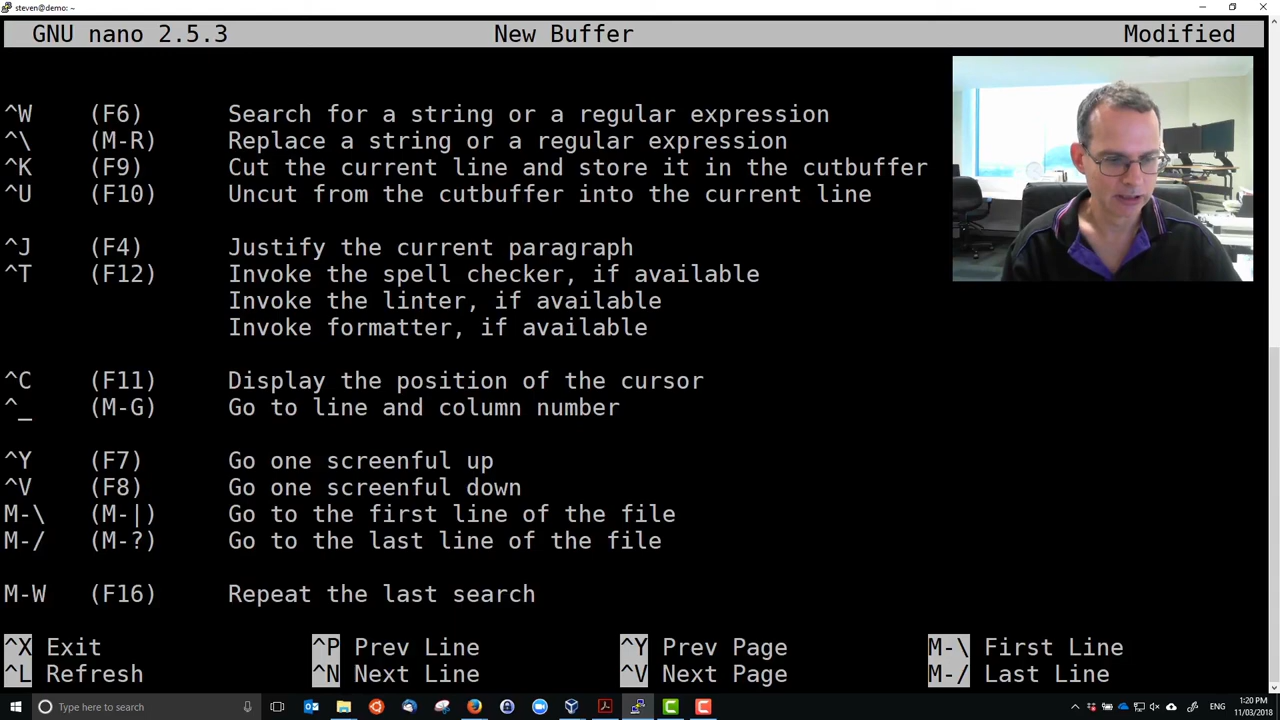 steven@demo: ~
GNU nano 2.5.3 New Buffer Modified
^W (F6) Search for a string or a regular expression
^\ (M-R) Replace a string or a regular expression
^K (F9) Cut the current line and store it in the cutbuffer
^U (F10) Uncut from the cutbuffer into the current line
^J (F4) Justify the current paragraph
^T (F12) Invoke the spell checker, if available
Invoke the linter, if available
Invoke formatter, if available
^C (F11) Display the position of the cursor
^_ (M-G) Go to line and column number
^Y (F7) Go one screenful up
^V (F8) Go one screenful down
M-\ (M-|) Go to the first line of the file
M-/ (M-?) Go to the last line of the file
M-W (F16) Repeat the last search
^X Exit ^P Prev Line ^Y Prev Page M-\ First Line
^L Refresh ^N Next Line ^V Next Page M-/ Last Line
Type here to search
ENG
1:20 PM
11/03/2018